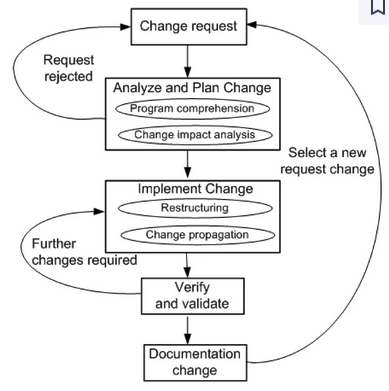 Change request
Request
rejected
Analyze and Plan Change
Program comprehension
Change impact analysis
Select a new
request change
Implement Change
Restructuring
Change propagation
Further
changes required
Verify
and validate
Documentation
change